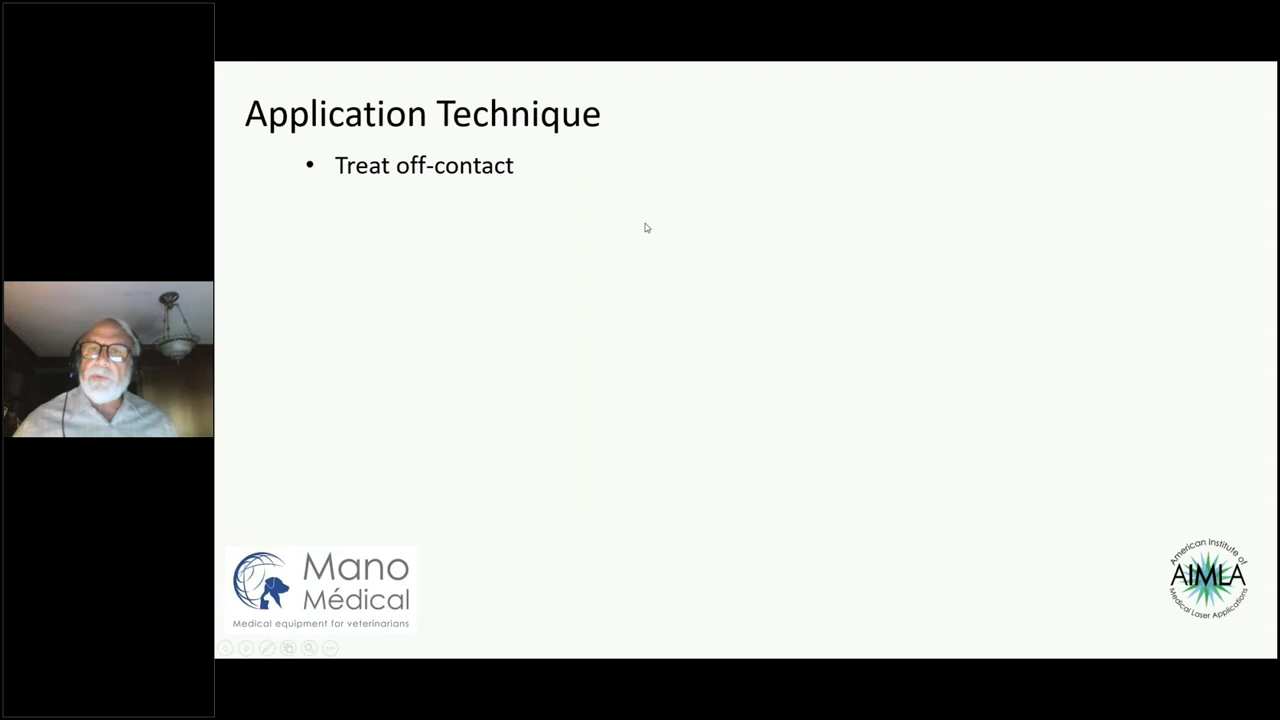 Application Technique
• Treat off-contact
Mano
Médical
Medical equipment for veterinarians
American Institute of
AIMLA
Medical Laser Applications